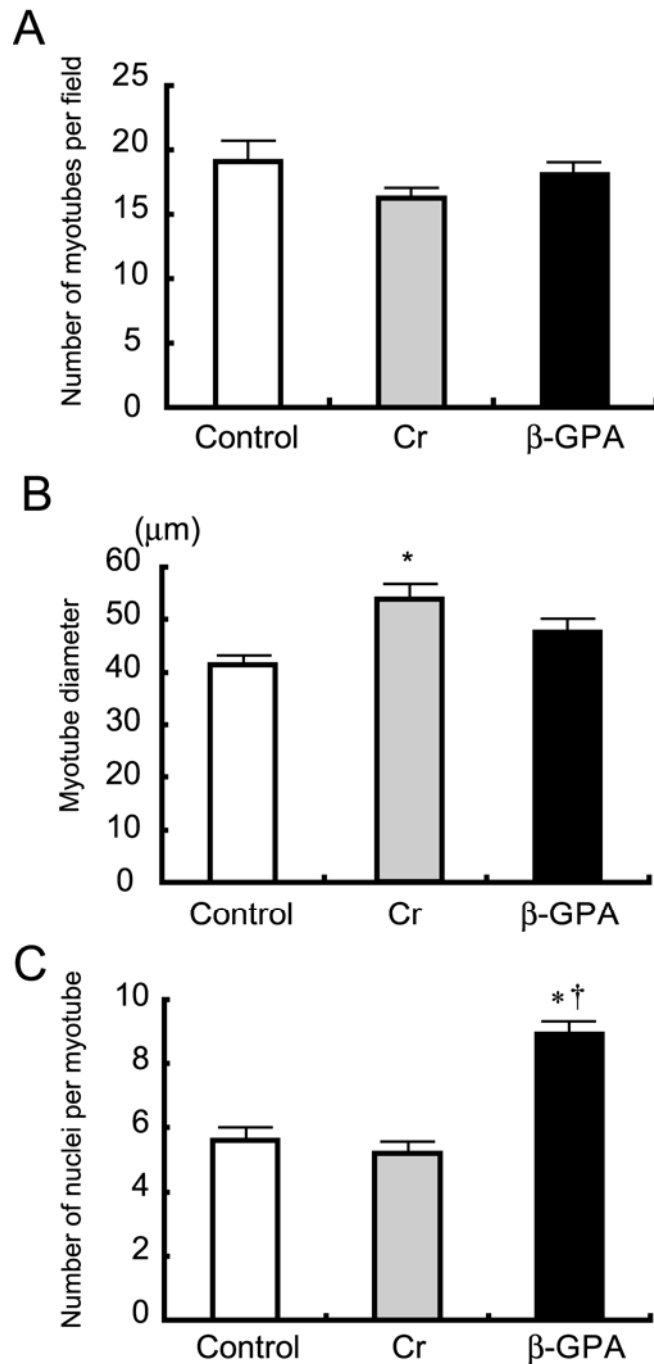 A
Number of myotubes per field
25
20
15
10
5
0
Control Cr β-GPA
B
(μm)
Myotube diameter
60
50
40
30
20
10
0
*
Control Cr β-GPA
C
Number of nuclei per myotube
10
8
6
4
2
0
*†
Control Cr β-GPA